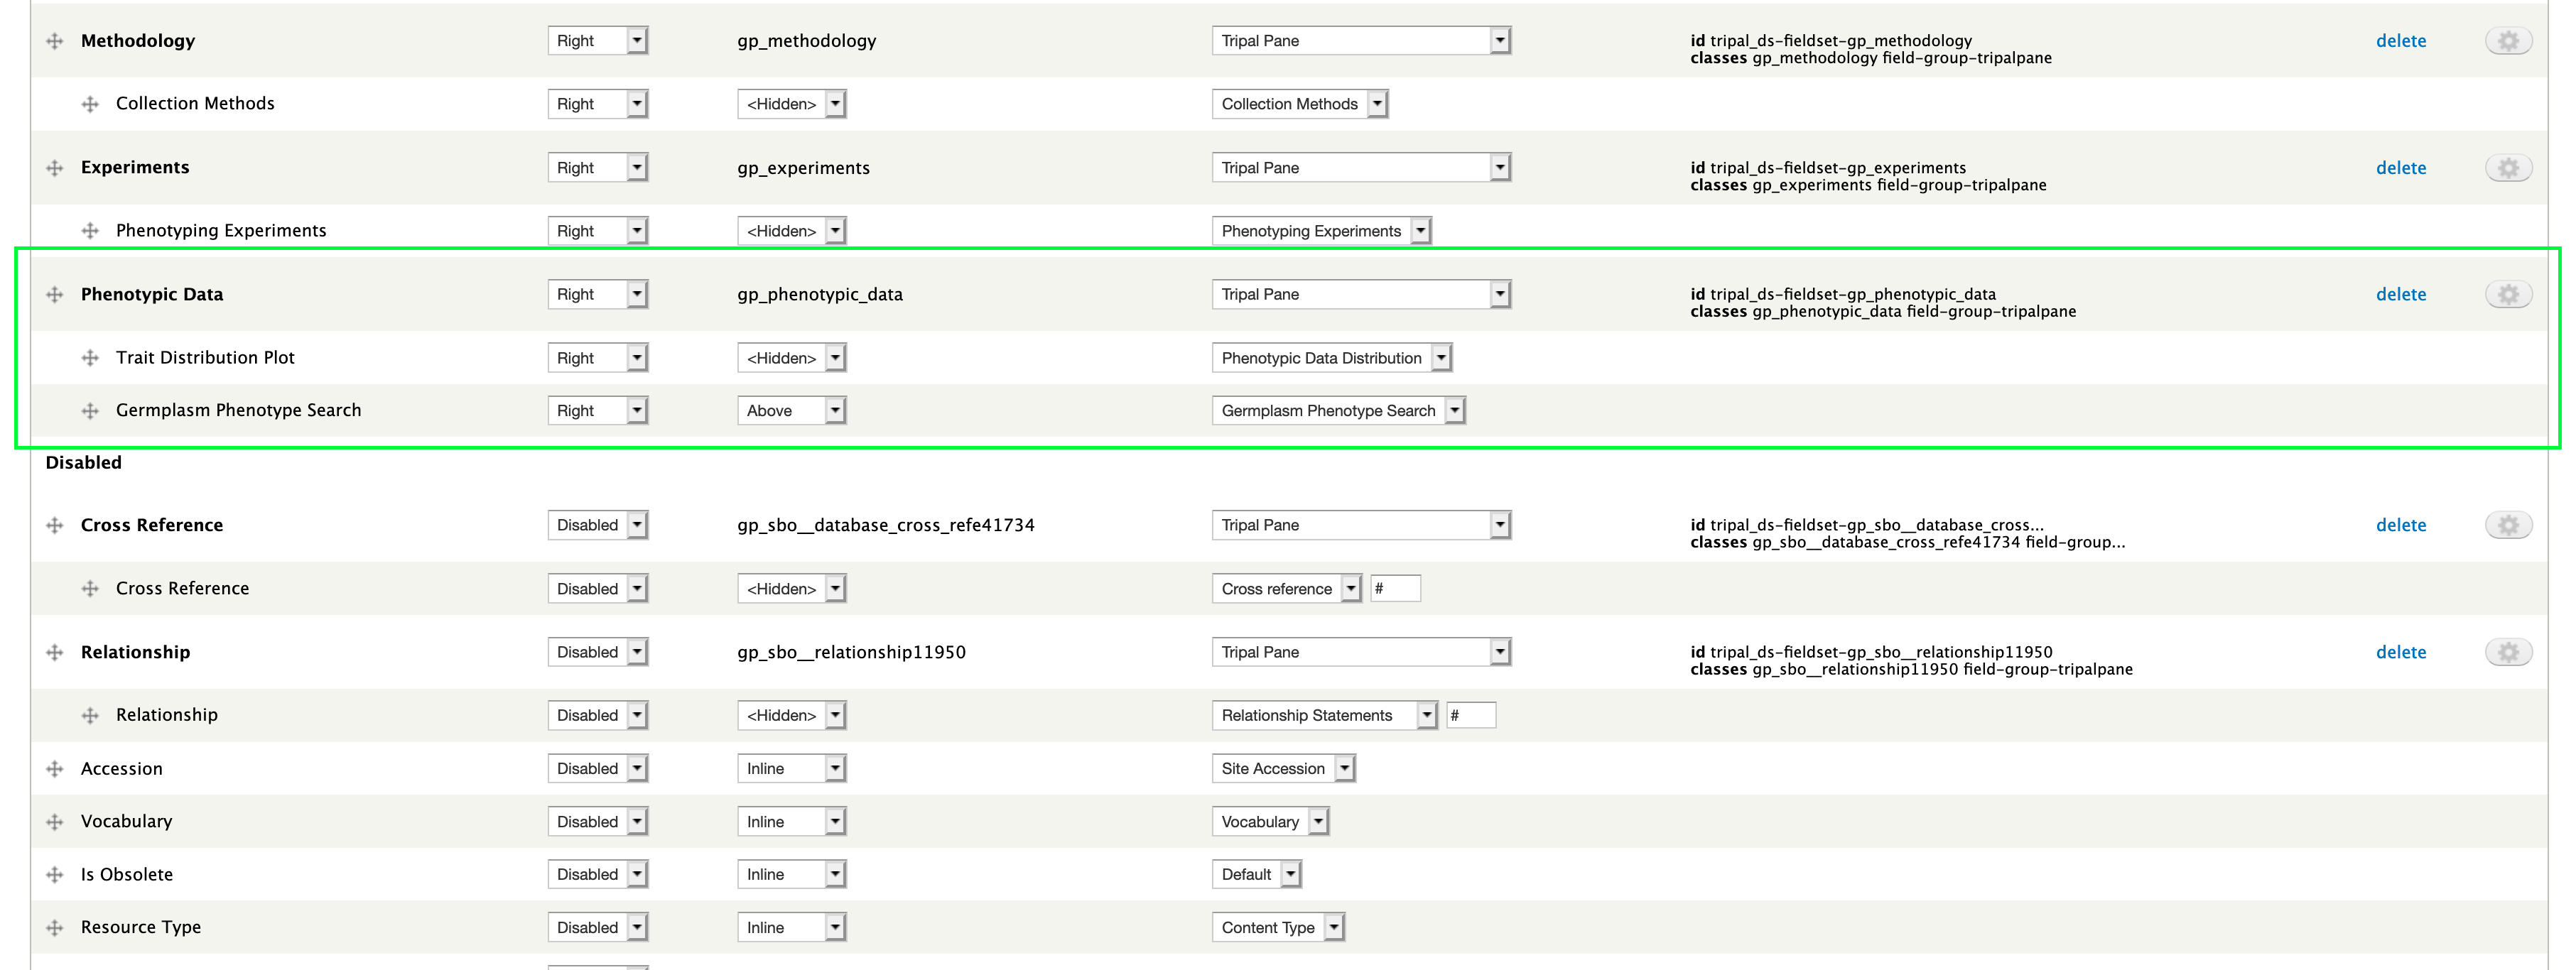 Methodology Right gp_methodology Tripal Pane id tripal_ds-fieldset-gp_methodology delete
classes gp_methodology field-group-tripalpane
Collection Methods Right <Hidden> Collection Methods
Experiments Right gp_experiments Tripal Pane id tripal_ds-fieldset-gp_experiments delete
classes gp_experiments field-group-tripalpane
Phenotyping Experiments Right <Hidden> Phenotyping Experiments
Phenotypic Data Right gp_phenotypic_data Tripal Pane id tripal_ds-fieldset-gp_phenotypic_data delete
classes gp_phenotypic_data field-group-tripalpane
Trait Distribution Plot Right <Hidden> Phenotypic Data Distribution
Germplasm Phenotype Search Right Above Germplasm Phenotype Search
Disabled
Cross Reference Disabled gp_sbo__database_cross_refe41734 Tripal Pane id tripal_ds-fieldset-gp_sbo__database_cross... delete
classes gp_sbo__database_cross_refe41734 field-group...
Cross Reference Disabled <Hidden> Cross reference #
Relationship Disabled gp_sbo__relationship11950 Tripal Pane id tripal_ds-fieldset-gp_sbo__relationship11950 delete
classes gp_sbo__relationship11950 field-group-tripalpane
Relationship Disabled <Hidden> Relationship Statements #
Accession Disabled Inline Site Accession
Vocabulary Disabled Inline Vocabulary
Is Obsolete Disabled Inline Default
Resource Type Disabled Inline Content Type